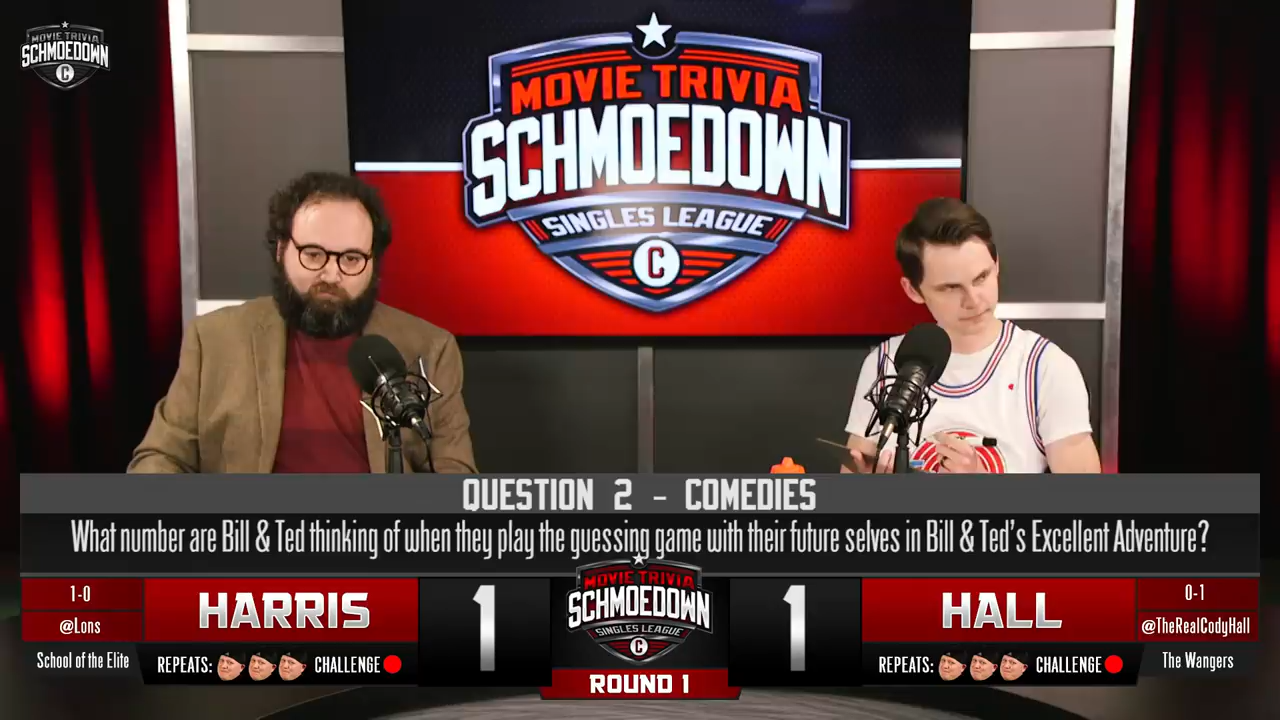 MOVIE TRIVIA
SCHMOEDOWN
C
MOVIE TRIVIA
SCHMOEDOWN
SINGLES LEAGUE
C
QUESTION 2 - COMEDIES
What number are Bill & Ted thinking of when they play the guessing game with their future selves in Bill & Ted's Excellent Adventure?
1-0
@Lons
School of the Elite
HARRIS
REPEATS:
CHALLENGE
1
MOVIE TRIVIA
SCHMOEDOWN
SINGLES LEAGUE
C
ROUND 1
1
HALL
REPEATS:
CHALLENGE
0-1
@TheRealCodyHall
The Wangers